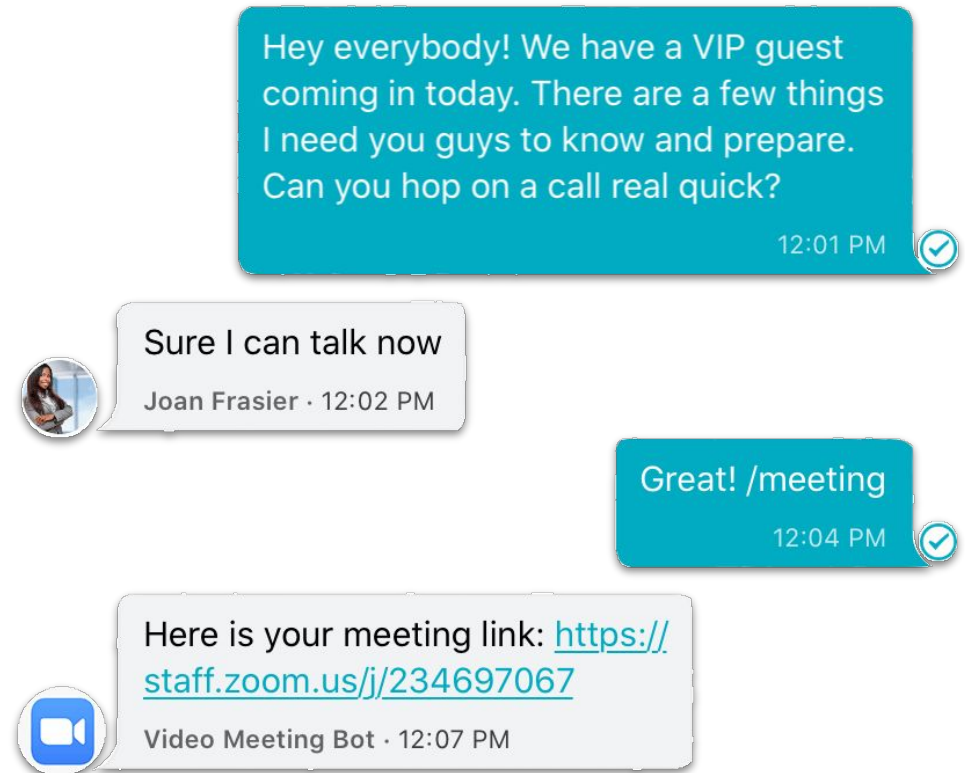 Hey everybody! We have a VIP guest
coming in today. There are a few things
I need you guys to know and prepare.
Can you hop on a call real quick?
12:01 PM
Sure I can talk now
Joan Frasier · 12:02 PM
Great! /meeting
12:04 PM
Here is your meeting link: https://
staff.zoom.us/j/234697067
Video Meeting Bot · 12:07 PM